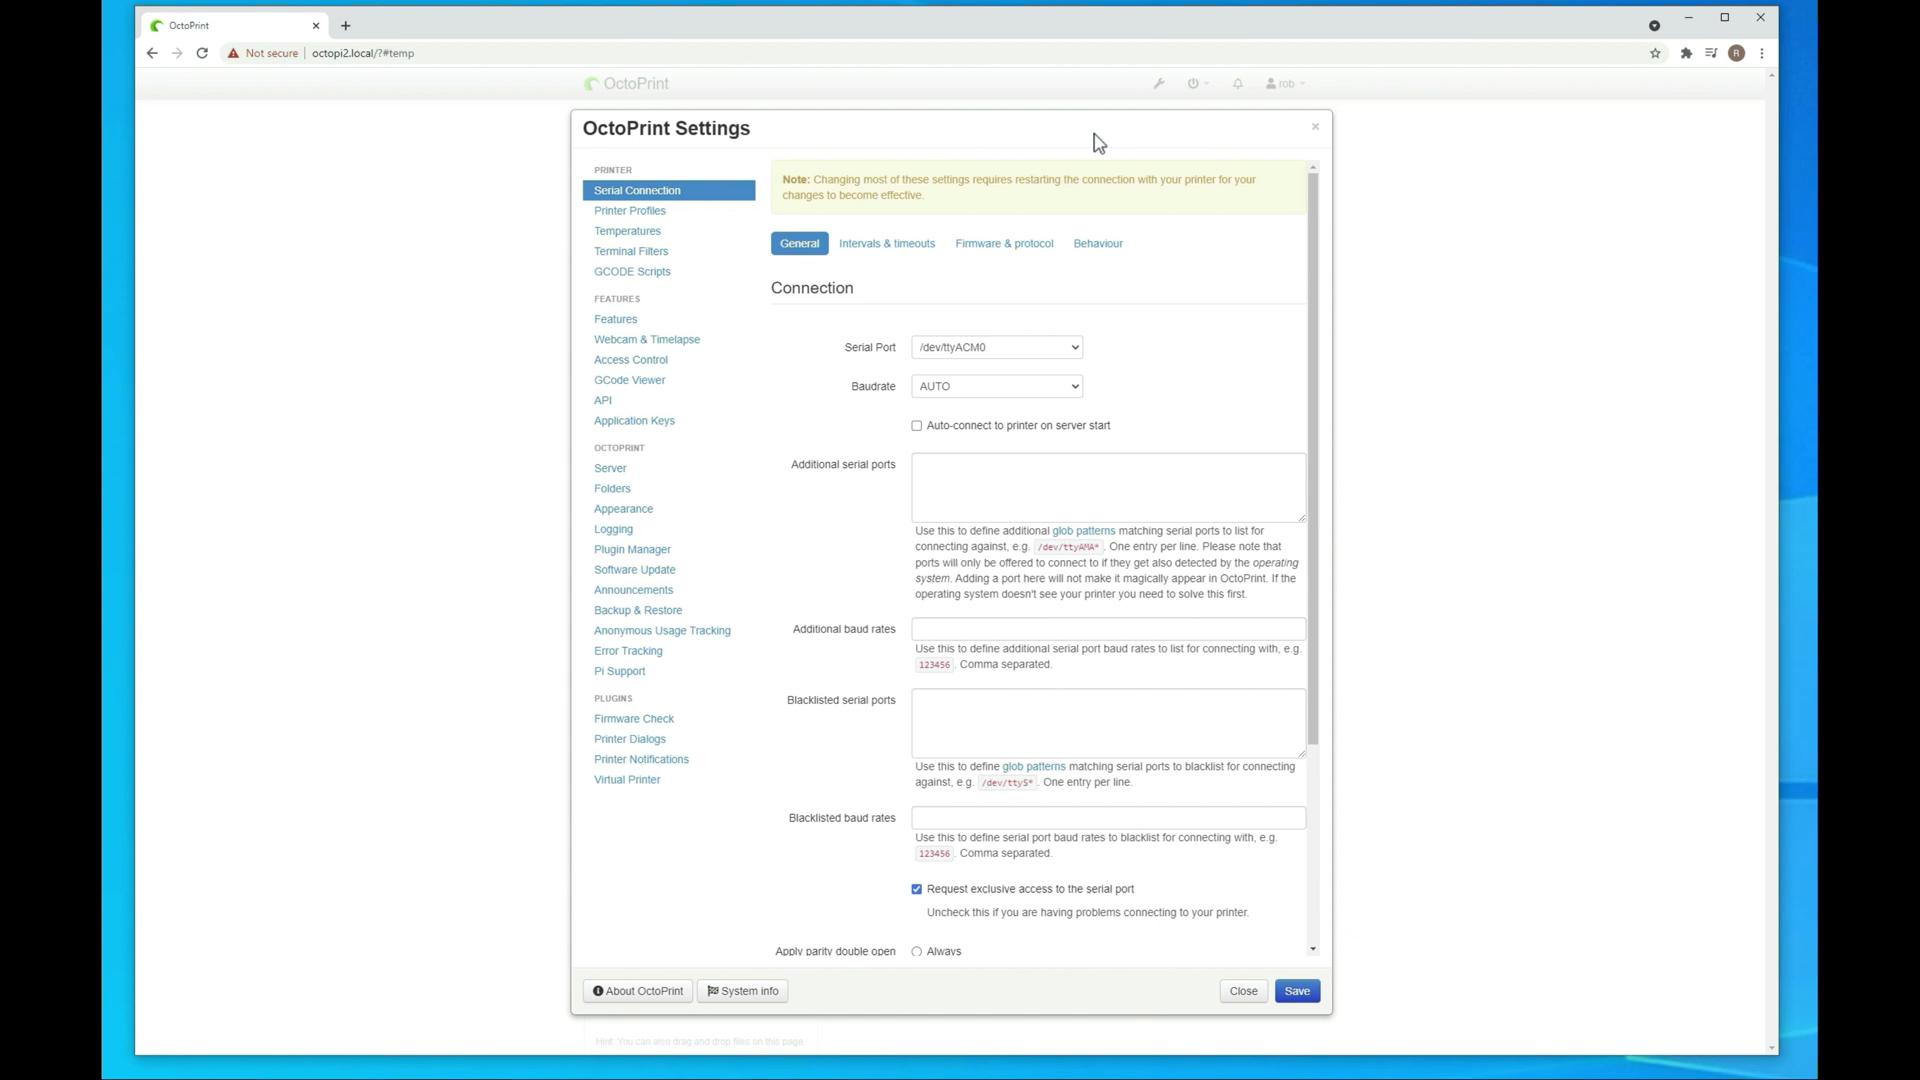 OctoPrint
Not secure
octopi2.local/?#temp
R
OctoPrint
rob
OctoPrint Settings
×
PRINTER
Serial Connection
Printer Profiles
Temperatures
Terminal Filters
GCODE Scripts
FEATURES
Features
Webcam & Timelapse
Access Control
GCode Viewer
API
Application Keys
OCTOPRINT
Server
Folders
Appearance
Logging
Plugin Manager
Software Update
Announcements
Backup & Restore
Anonymous Usage Tracking
Error Tracking
Pi Support
PLUGINS
Firmware Check
Printer Dialogs
Printer Notifications
Virtual Printer
Note: Changing most of these settings requires restarting the connection with your printer for your
changes to become effective.
General Intervals & timeouts Firmware & protocol Behaviour
Connection
Serial Port /dev/ttyACM0
Baudrate AUTO
Auto-connect to printer on server start
Additional serial ports
Use this to define additional glob patterns matching serial ports to list for
connecting against, e.g. /dev/ttyAMA* . One entry per line. Please note that
ports will only be offered to connect to if they get also detected by the operating
system. Adding a port here will not make it magically appear in OctoPrint. If the
operating system doesn't see your printer you need to solve this first.
Additional baud rates
Use this to define additional serial port baud rates to list for connecting with, e.g.
123456 . Comma separated.
Blacklisted serial ports
Use this to define glob patterns matching serial ports to blacklist for connecting
against, e.g. /dev/ttyS* . One entry per line.
Blacklisted baud rates
Use this to define serial port baud rates to blacklist for connecting with, e.g.
123456 . Comma separated.
Request exclusive access to the serial port
Uncheck this if you are having problems connecting to your printer.
Apply parity double open Always
About OctoPrint System info Close Save
Hint: You can also drag and drop files on this page